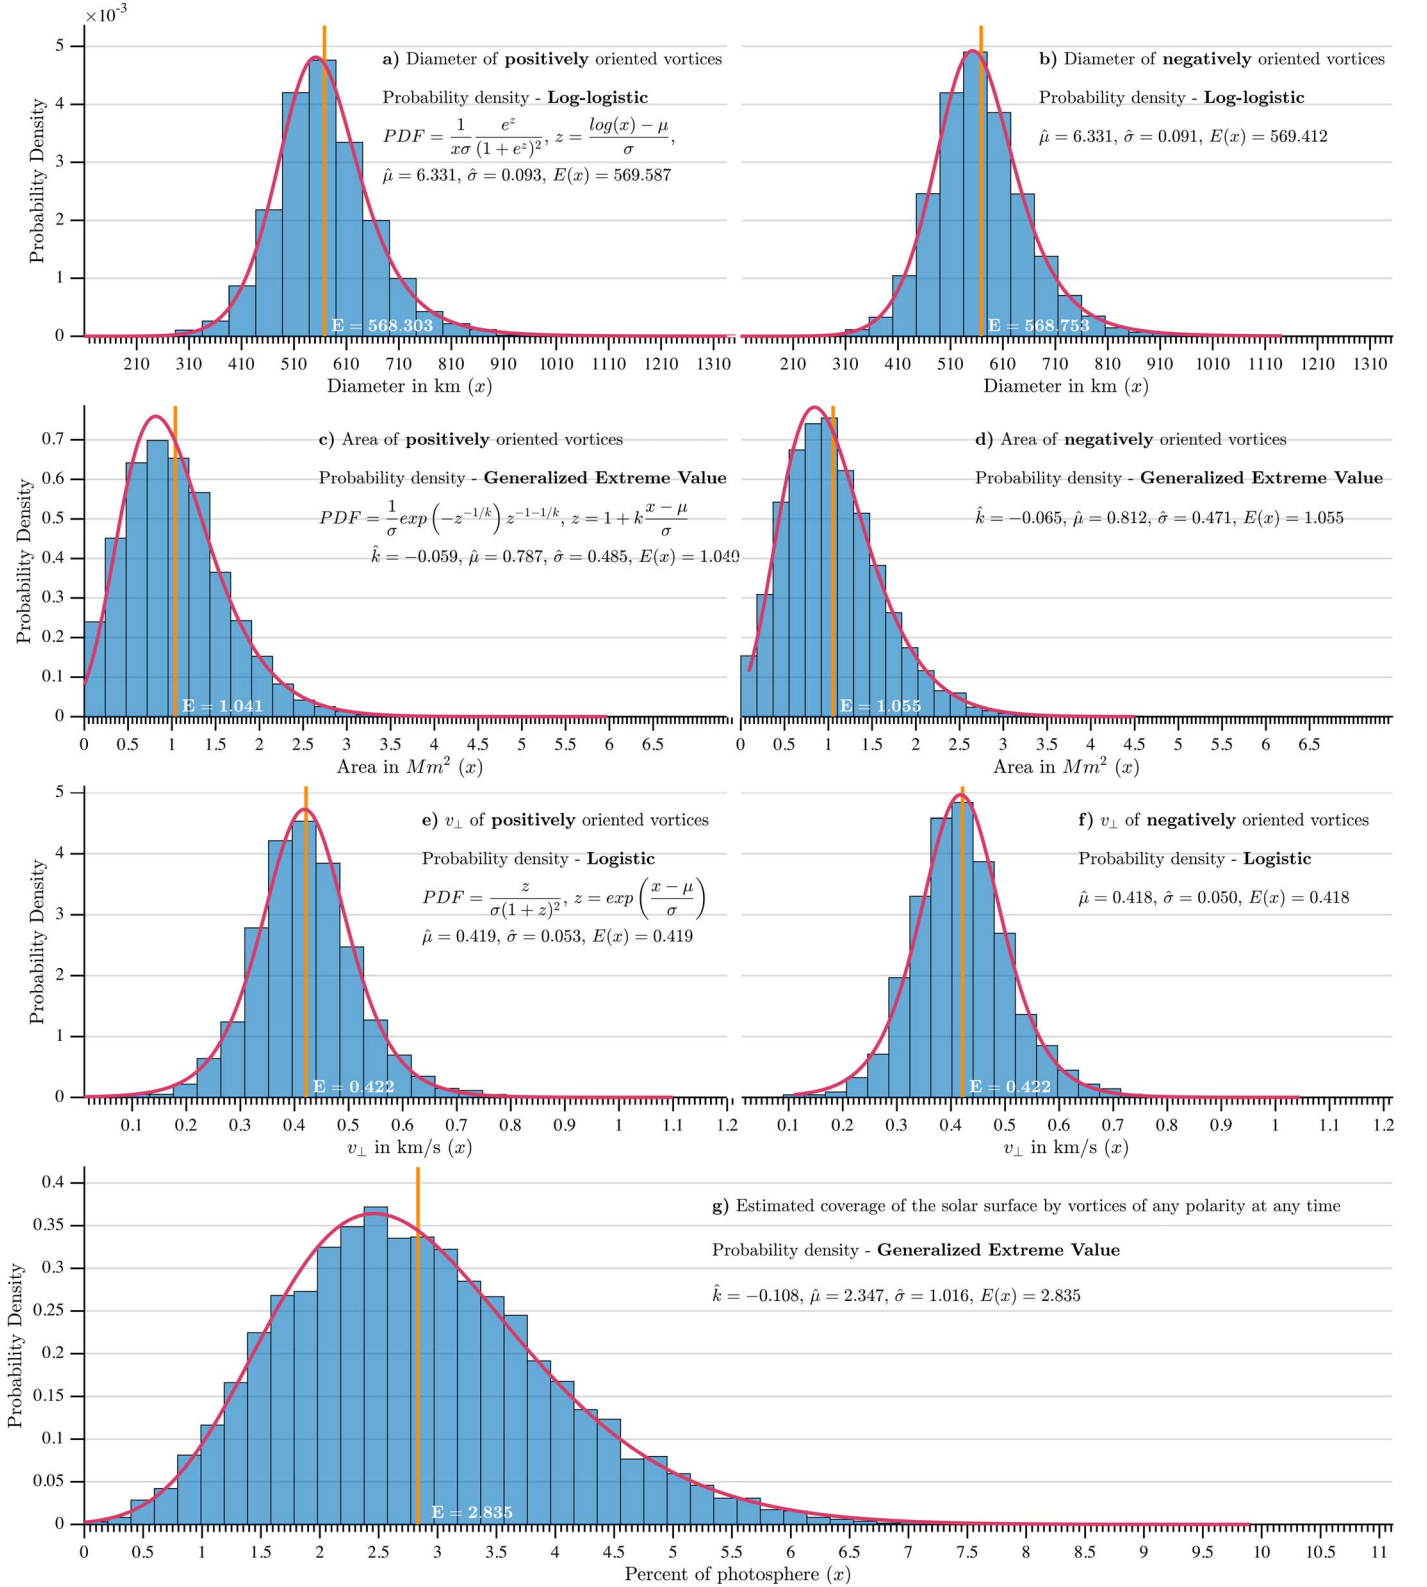 ×10⁻³
Probability Density
5
4
3
2
1
0
a) Diameter of positively oriented vortices
Probability density - Log-logistic
PDF = 1/(xσ) e^z/(1 + e^z)², z = (log(x) − μ)/σ,
μ̂ = 6.331, σ̂ = 0.093, E(x) = 569.587
E = 568.303
210 310 410 510 610 710 810 910 1010 1110 1210 1310
Diameter in km (x)
b) Diameter of negatively oriented vortices
Probability density - Log-logistic
μ̂ = 6.331, σ̂ = 0.091, E(x) = 569.412
E = 568.753
210 310 410 510 610 710 810 910 1010 1110 1210 1310
Diameter in km (x)
Probability Density
0.7
0.6
0.5
0.4
0.3
0.2
0.1
0
c) Area of positively oriented vortices
Probability density - Generalized Extreme Value
PDF = 1/σ exp(−z^(−1/k)) z^(−1−1/k), z = 1 + k (x − μ)/σ
k̂ = −0.059, μ̂ = 0.787, σ̂ = 0.485, E(x) = 1.040
E = 1.041
0 0.5 1 1.5 2 2.5 3 3.5 4 4.5 5 5.5 6 6.5
Area in Mm² (x)
d) Area of negatively oriented vortices
Probability density - Generalized Extreme Value
k̂ = −0.065, μ̂ = 0.812, σ̂ = 0.471, E(x) = 1.055
E = 1.055
0 0.5 1 1.5 2 2.5 3 3.5 4 4.5 5 5.5 6 6.5
Area in Mm² (x)
Probability Density
5
4
3
2
1
0
e) v⊥ of positively oriented vortices
Probability density - Logistic
PDF = z/(σ(1 + z)²), z = exp((x − μ)/σ)
μ̂ = 0.419, σ̂ = 0.053, E(x) = 0.419
E = 0.422
0.1 0.2 0.3 0.4 0.5 0.6 0.7 0.8 0.9 1 1.1 1.2
v⊥ in km/s (x)
f) v⊥ of negatively oriented vortices
Probability density - Logistic
μ̂ = 0.418, σ̂ = 0.050, E(x) = 0.418
E = 0.422
0.1 0.2 0.3 0.4 0.5 0.6 0.7 0.8 0.9 1 1.1 1.2
v⊥ in km/s (x)
Probability Density
0.4
0.35
0.3
0.25
0.2
0.15
0.1
0.05
0
g) Estimated coverage of the solar surface by vortices of any polarity at any time
Probability density - Generalized Extreme Value
k̂ = −0.108, μ̂ = 2.347, σ̂ = 1.016, E(x) = 2.835
E = 2.835
0 0.5 1 1.5 2 2.5 3 3.5 4 4.5 5 5.5 6 6.5 7 7.5 8 8.5 9 9.5 10 10.5 11
Percent of photosphere (x)